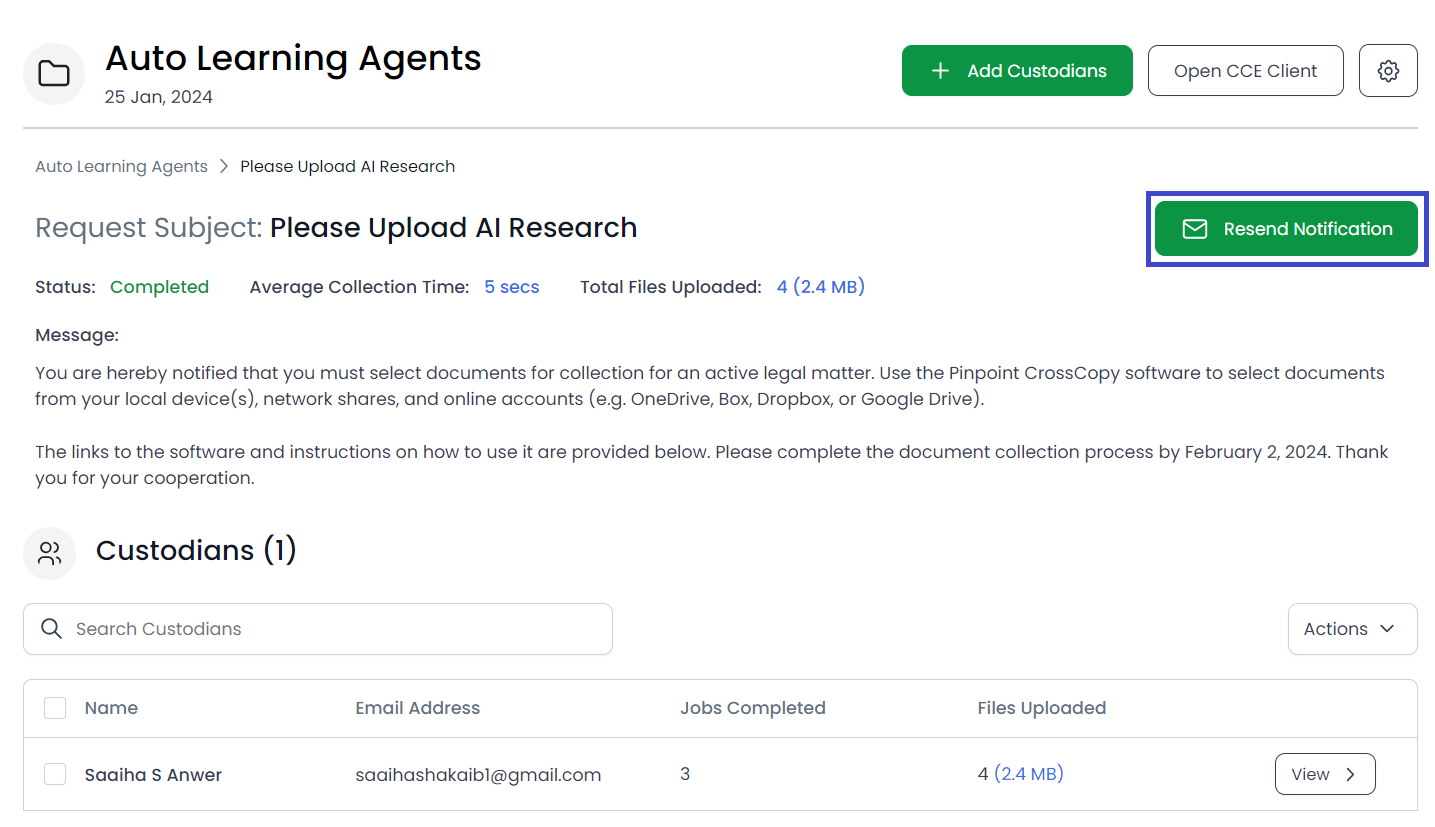 Auto Learning Agents
25 Jan, 2024
Add Custodians
Open CCE Client
Auto Learning Agents > Please Upload AI Research
Request Subject: Please Upload AI Research
Resend Notification
Status: Completed Average Collection Time: 5 secs Total Files Uploaded: 4 (2.4 MB)
Message:
You are hereby notified that you must select documents for collection for an active legal matter. Use the Pinpoint CrossCopy software to select documents
from your local device(s), network shares, and online accounts (e.g. OneDrive, Box, Dropbox, or Google Drive).
The links to the software and instructions on how to use it are provided below. Please complete the document collection process by February 2, 2024. Thank
you for your cooperation.
Custodians (1)
Search Custodians
Actions
Name Email Address Jobs Completed Files Uploaded
Saaiha S Anwer saaihashakaib1@gmail.com 3 4 (2.4 MB) View